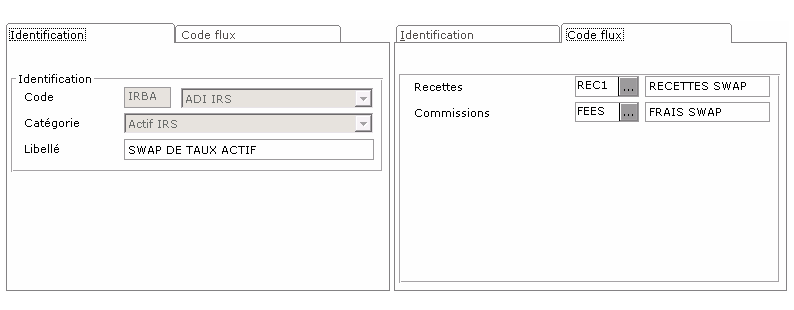 Identification Code flux
Identification
Code IRBA ADI IRS
Catégorie Actif IRS
Libellé SWAP DE TAUX ACTIF
Identification Code flux
Recettes REC1 ... RECETTES SWAP
Commissions FEES ... FRAIS SWAP